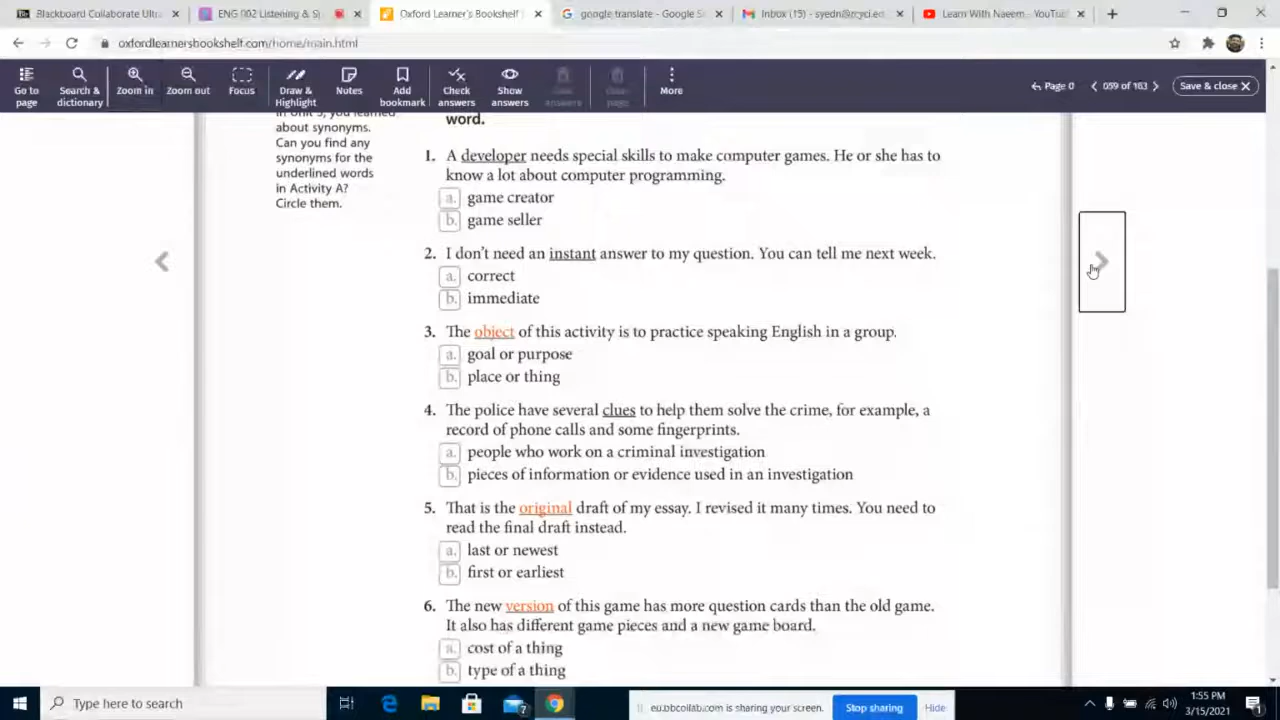 Blackboard Collaborate Ultra
ENG 002 Listening & Sp
Oxford Learner's Bookshelf
google translate - Google S
Inbox (15) - syedn@rcyci.ed
Learn With Naeem - YouTu
oxfordlearnersbookshelf.com/home/main.html
Go to page
Search & dictionary
Zoom in
Zoom out
Focus
Draw & Highlight
Notes
Add bookmark
Check answers
Show answers
More
Page 0
059 of 163
Save & close X
in Unit 3, you learned
about synonyms.
Can you find any
synonyms for the
underlined words
in Activity A?
Circle them.
word.
1. A developer needs special skills to make computer games. He or she has to
know a lot about computer programming.
a. game creator
b. game seller
2. I don't need an instant answer to my question. You can tell me next week.
a. correct
b. immediate
3. The object of this activity is to practice speaking English in a group.
a. goal or purpose
b. place or thing
4. The police have several clues to help them solve the crime, for example, a
record of phone calls and some fingerprints.
a. people who work on a criminal investigation
b. pieces of information or evidence used in an investigation
5. That is the original draft of my essay. I revised it many times. You need to
read the final draft instead.
a. last or newest
b. first or earliest
6. The new version of this game has more question cards than the old game.
It also has different game pieces and a new game board.
a. cost of a thing
b. type of a thing
Type here to search
7
eu.bbcollab.com is sharing your screen.
Stop sharing
Hide
1:55 PM
3/15/2021